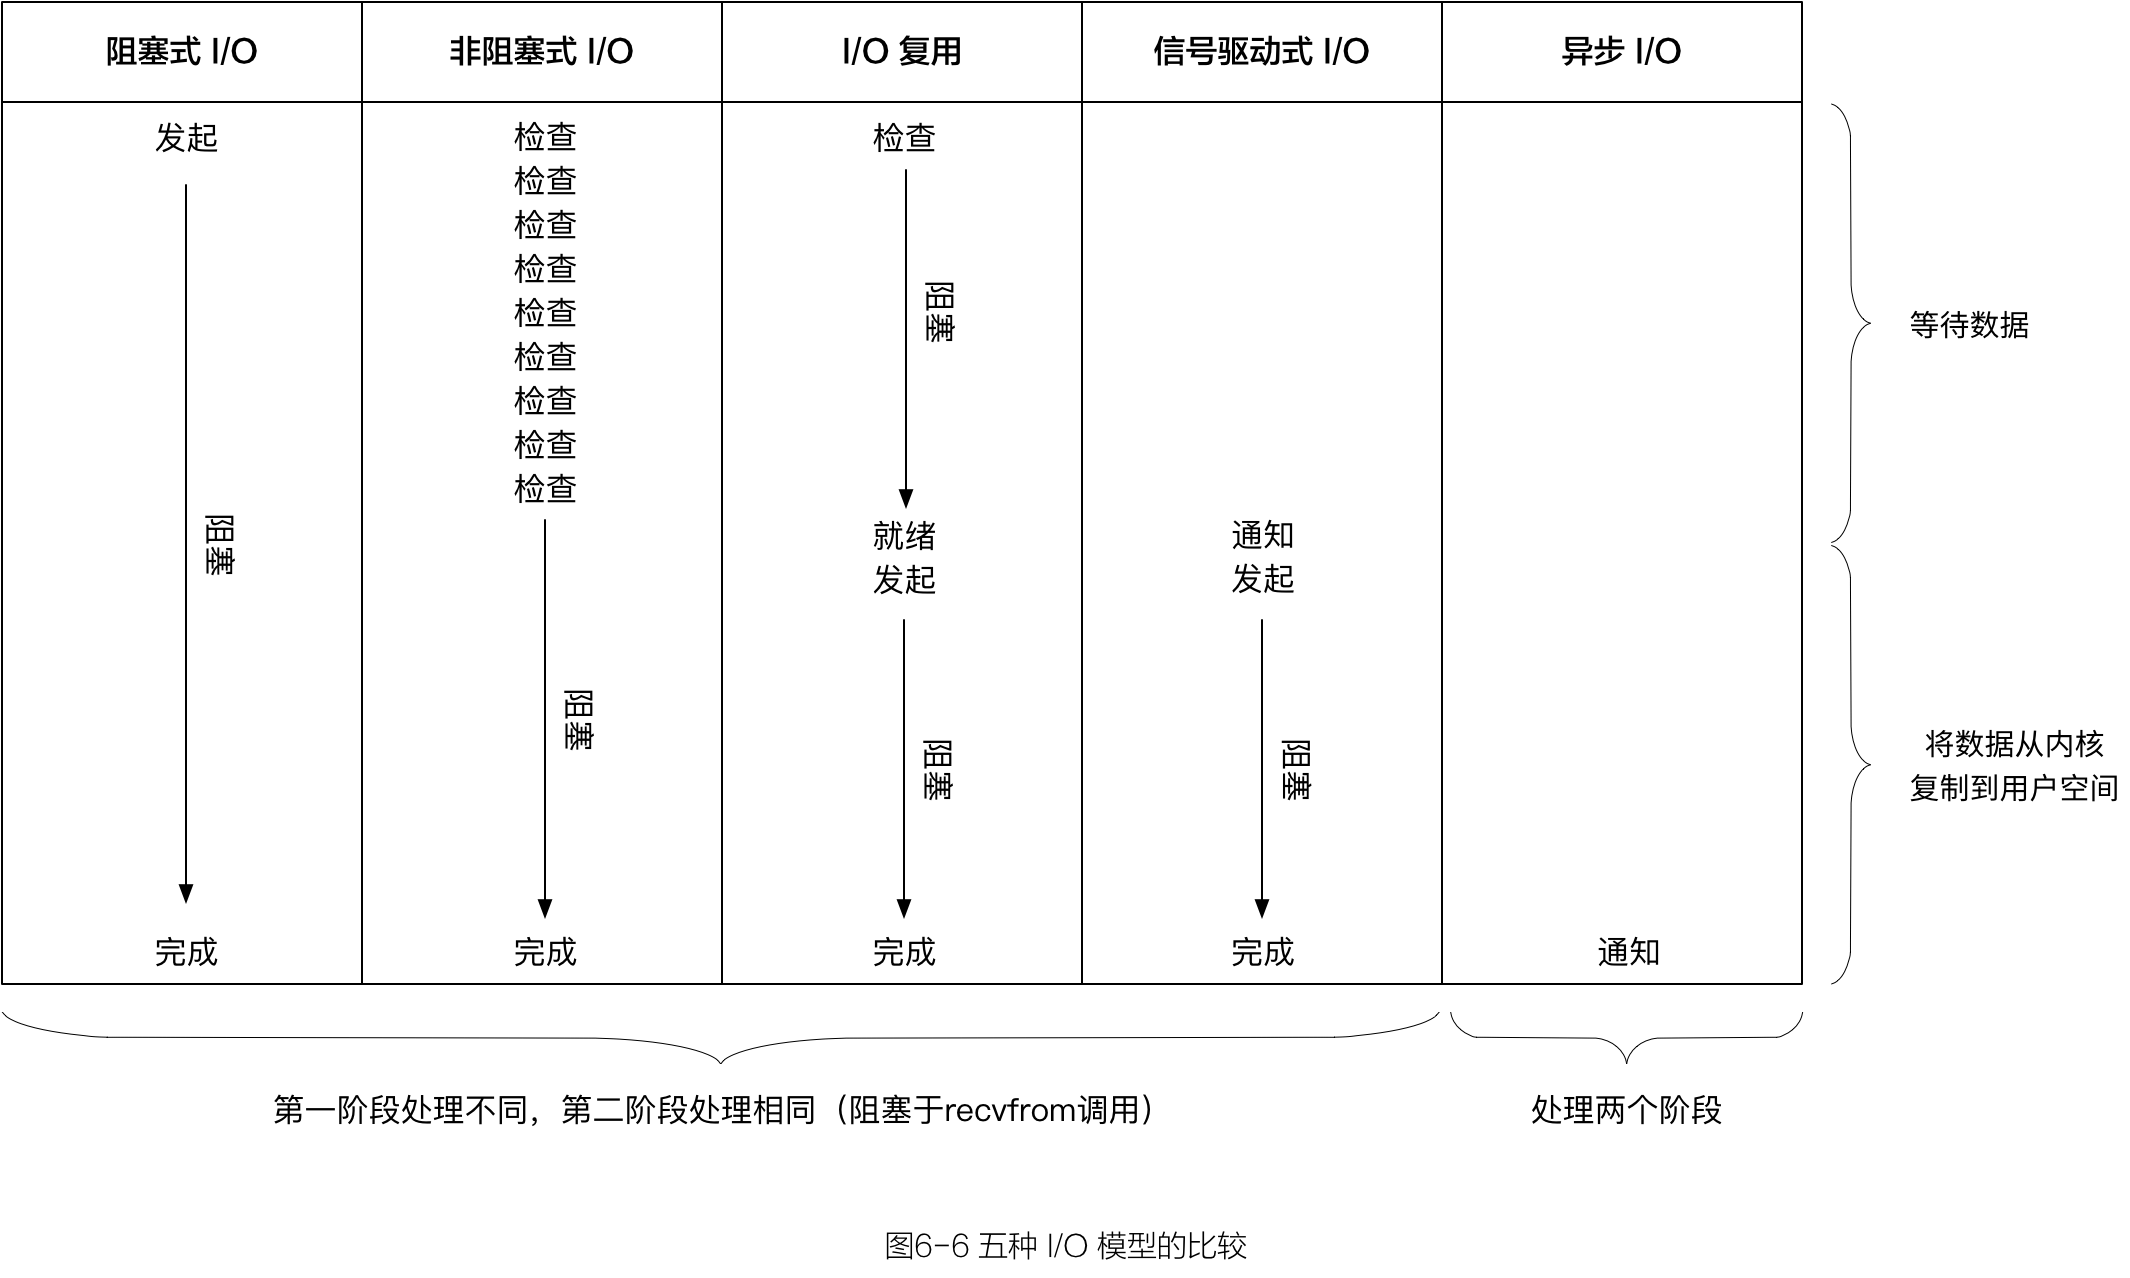 阻塞式 I/O
非阻塞式 I/O
I/O 复用
信号驱动式 I/O
异步 I/O
发起
阻塞
完成
检查
检查
检查
检查
检查
检查
检查
检查
检查
阻塞
完成
检查
阻塞
就绪
发起
阻塞
完成
通知
发起
阻塞
完成
通知
等待数据
将数据从内核
复制到用户空间
第一阶段处理不同，第二阶段处理相同（阻塞于recvfrom调用）
处理两个阶段
图6-6 五种 I/O 模型的比较